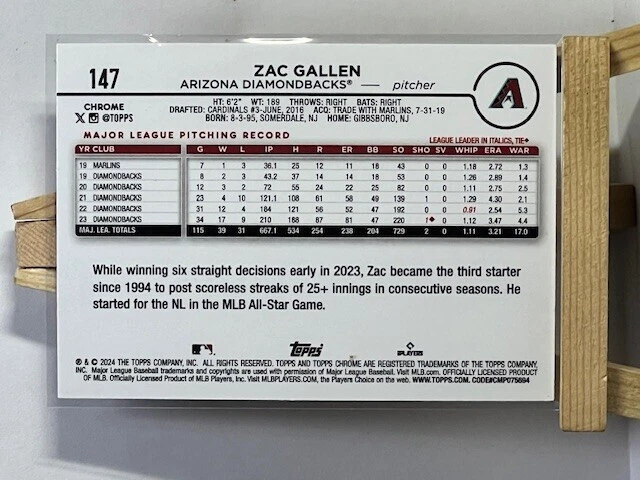 147
ZAC GALLEN
ARIZONA DIAMONDBACKS® — pitcher
CHROME
X @TOPPS
HT: 6'2" WT: 189 THROWS: RIGHT BATS: RIGHT
DRAFTED: CARDINALS #3-JUNE, 2016 ACQ: TRADE WITH MARLINS, 7-31-19
BORN: 8-3-95, SOMERDALE, NJ HOME: GIBBSBORO, NJ
MAJOR LEAGUE PITCHING RECORD LEAGUE LEADER IN ITALICS, TIE♦
YR CLUB G W L IP H R ER BB SO SHO SV WHIP ERA WAR
19 MARLINS 7 1 3 36.1 25 12 11 18 43 0 0 1.18 2.72 1.3
19 DIAMONDBACKS 8 2 3 43.2 37 14 14 18 53 0 0 1.26 2.89 1.4
20 DIAMONDBACKS 12 3 2 72 55 24 22 25 82 0 0 1.11 2.75 2.5
21 DIAMONDBACKS 23 4 10 121.1 108 61 58 49 139 1 0 1.29 4.30 2.1
22 DIAMONDBACKS 31 12 4 184 121 56 52 47 192 0 0 0.91 2.54 5.3
23 DIAMONDBACKS 34 17 9 210 188 87 81 47 220 1♦ 0 1.12 3.47 4.4
MAJ. LEA. TOTALS 115 39 31 667.1 534 254 238 204 729 2 0 1.11 3.21 17.0
While winning six straight decisions early in 2023, Zac became the third starter
since 1994 to post scoreless streaks of 25+ innings in consecutive seasons. He
started for the NL in the MLB All-Star Game.
Topps
PLAYERS
® & © 2024 THE TOPPS COMPANY, INC. ALL RIGHTS RESERVED. TOPPS AND TOPPS CHROME ARE REGISTERED TRADEMARKS OF THE TOPPS COMPANY,
INC. Major League Baseball trademarks and copyrights are used with permission of Major League Baseball. Visit MLB.com. OFFICIALLY LICENSED PRODUCT
OF MLB. Officially Licensed Product of MLB Players, Inc. Visit MLBPLAYERS.COM, the Players Choice on the web. WWW.TOPPS.COM. CODE#CMP075694